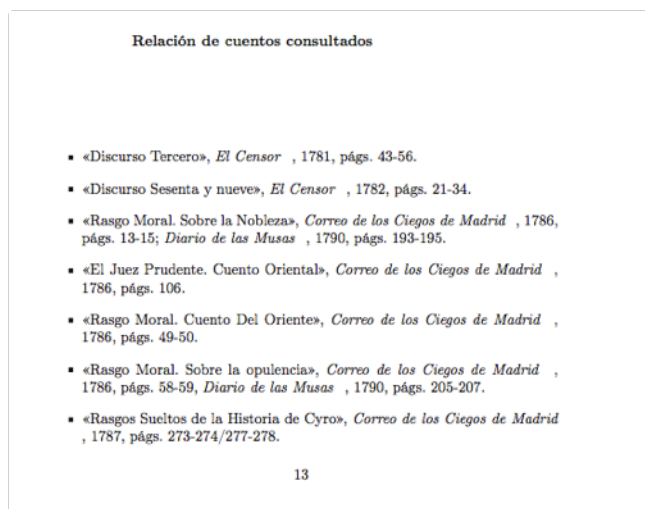 Relación de cuentos consultados
▪ «Discurso Tercero», El Censor , 1781, págs. 43-56.
▪ «Discurso Sesenta y nueve», El Censor , 1782, págs. 21-34.
▪ «Rasgo Moral. Sobre la Nobleza», Correo de los Ciegos de Madrid , 1786,
págs. 13-15; Diario de las Musas , 1790, págs. 193-195.
▪ «El Juez Prudente. Cuento Oriental», Correo de los Ciegos de Madrid ,
1786, págs. 106.
▪ «Rasgo Moral. Cuento Del Oriente», Correo de los Ciegos de Madrid ,
1786, págs. 49-50.
▪ «Rasgo Moral. Sobre la opulencia», Correo de los Ciegos de Madrid ,
1786, págs. 58-59, Diario de las Musas , 1790, págs. 205-207.
▪ «Rasgos Sueltos de la Historia de Cyro», Correo de los Ciegos de Madrid
, 1787, págs. 273-274/277-278.
13